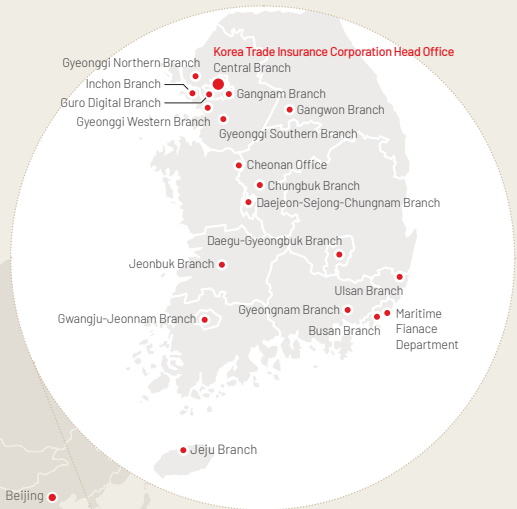 Korea Trade Insurance Corporation Head Office
Central Branch
Gyeonggi Northern Branch
Inchon Branch
Guro Digital Branch
Gyeonggi Western Branch
Gangnam Branch
Gangwon Branch
Gyeonggi Southern Branch
Cheonan Office
Chungbuk Branch
Daejeon-Sejong-Chungnam Branch
Daegu-Gyeongbuk Branch
Jeonbuk Branch
Ulsan Branch
Gyeongnam Branch
Gwangju-Jeonnam Branch
Busan Branch
Maritime
Fianace
Department
Jeju Branch
Beijing